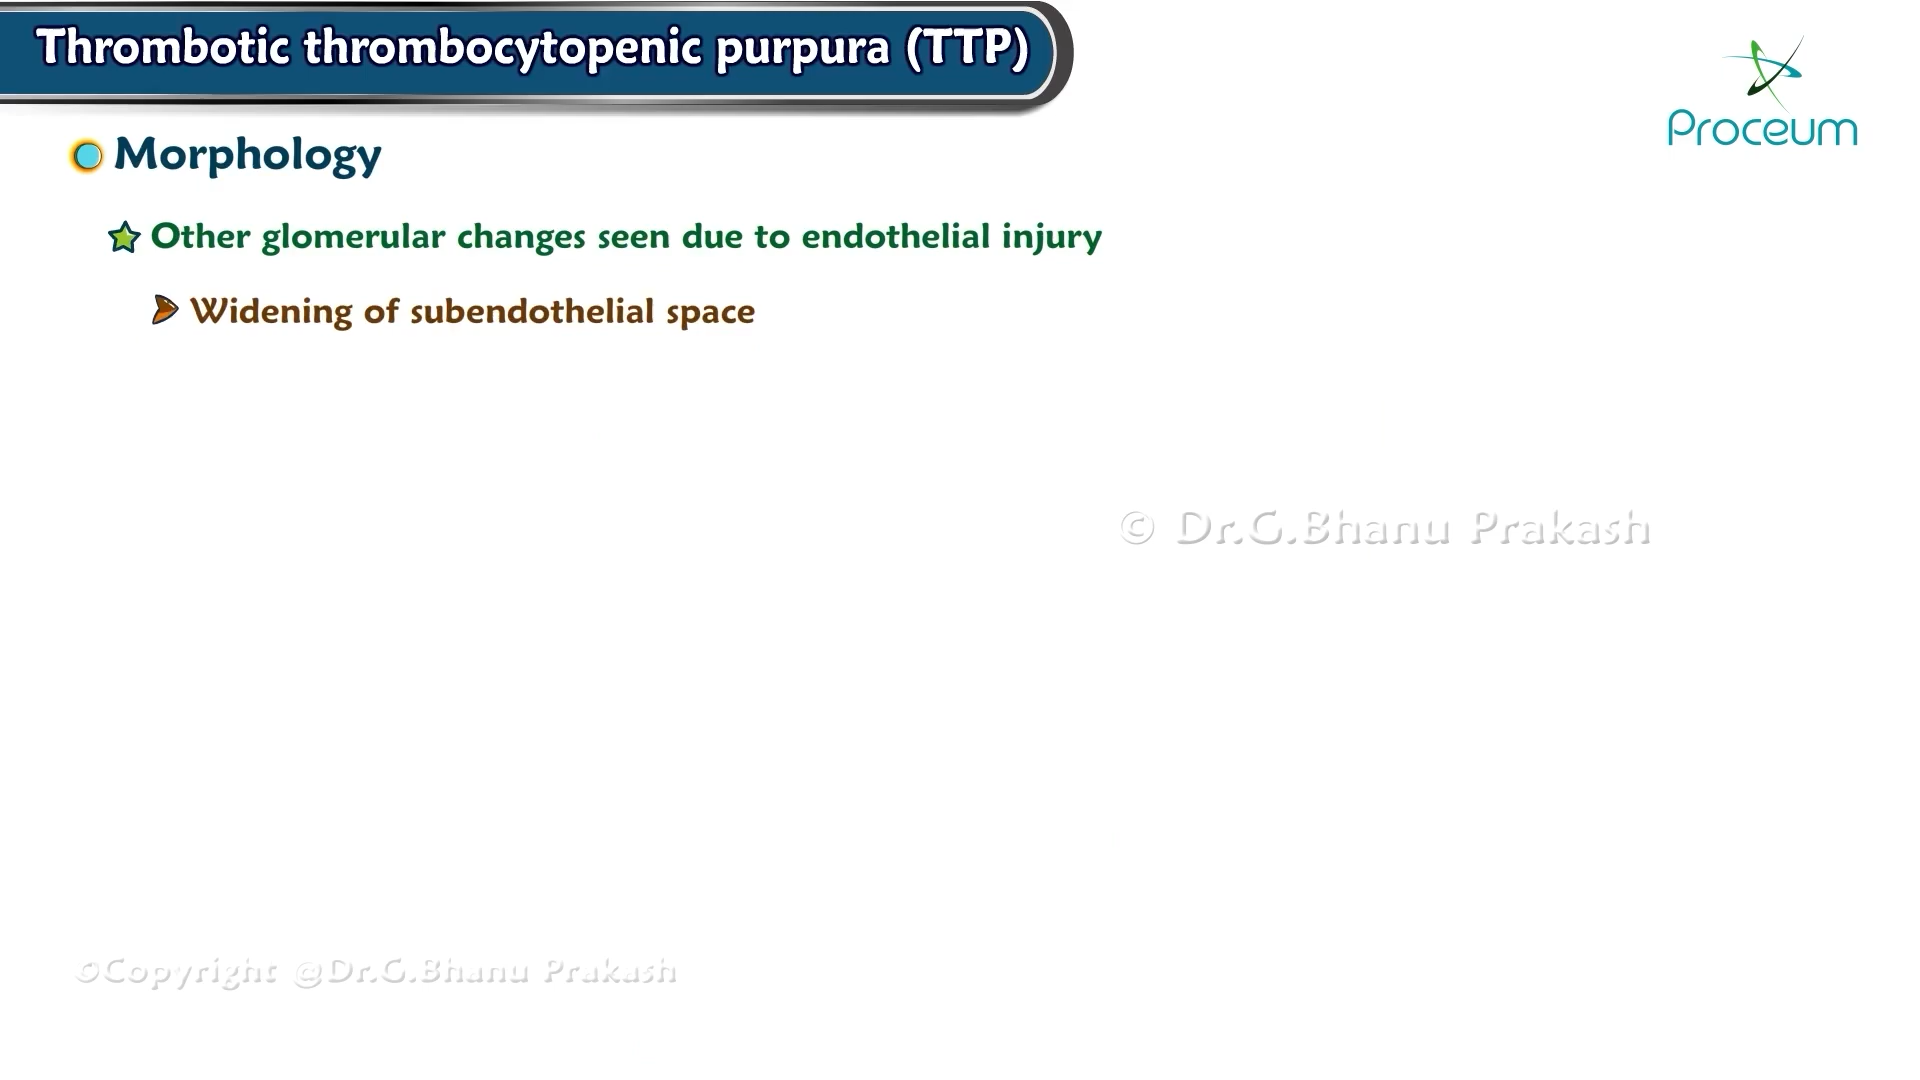 Thrombotic thrombocytopenic purpura (TTP)
Proceum
Morphology
Other glomerular changes seen due to endothelial injury
Widening of subendothelial space
© Dr.G.Bhanu Prakash
©Copyright @Dr.G.Bhanu Prakash